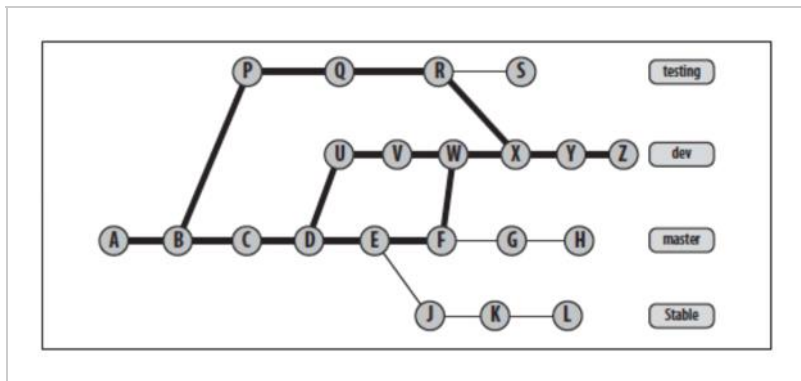 P Q R S testing
U V W X Y Z dev
A B C D E F G H master
J K L Stable